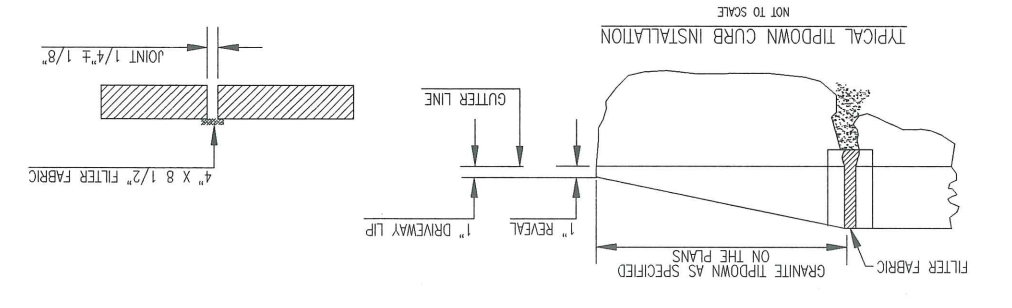 FILTER FABRIC
GRANITE TIPDOWN AS SPECIFIED
ON THE PLANS
1" REVEAL
1" DRIVEWAY LIP
4" X 8 1/2" FILTER FABRIC
GUTTER LINE
JOINT 1/4"± 1/8"
TYPICAL TIPDOWN CURB INSTALLATION
NOT TO SCALE